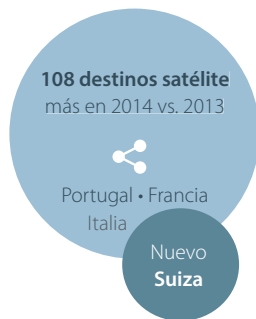 108 destinos satélite
más en 2014 vs. 2013
Portugal • Francia
Italia
Nuevo
Suiza